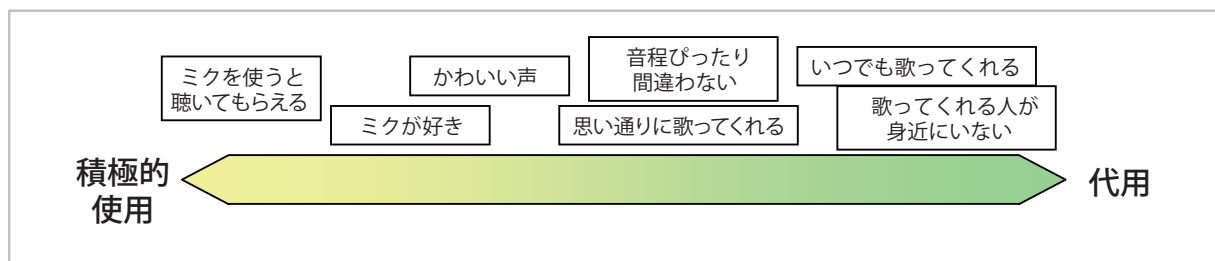 ミクを使うと
聴いてもらえる
ミクが好き
かわいい声
音程ぴったり
間違わない
思い通りに歌ってくれる
いつでも歌ってくれる
歌ってくれる人が
身近にいない
積極的
使用
代用